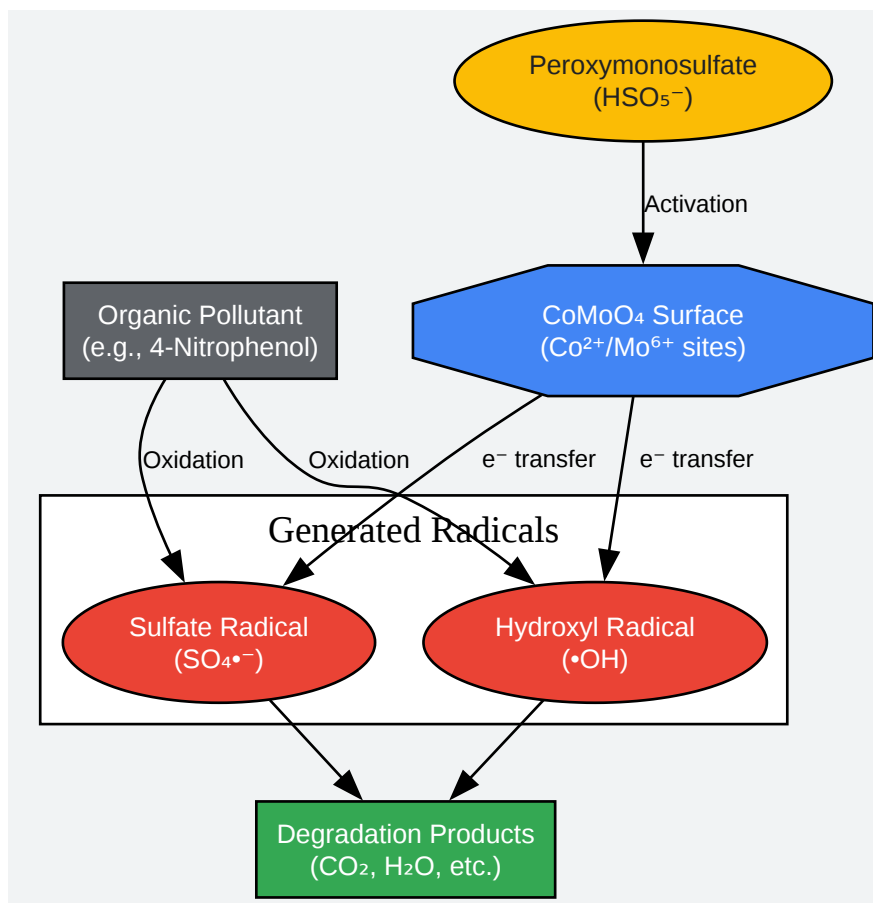 Peroxymonosulfate
(HSO₅⁻)
Activation
Organic Pollutant
(e.g., 4-Nitrophenol)
CoMoO₄ Surface
(Co²⁺/Mo⁶⁺ sites)
Oxidation
Oxidation
e⁻ transfer
e⁻ transfer
Generated Radicals
Sulfate Radical
(SO₄•⁻)
Hydroxyl Radical
(•OH)
Degradation Products
(CO₂, H₂O, etc.)